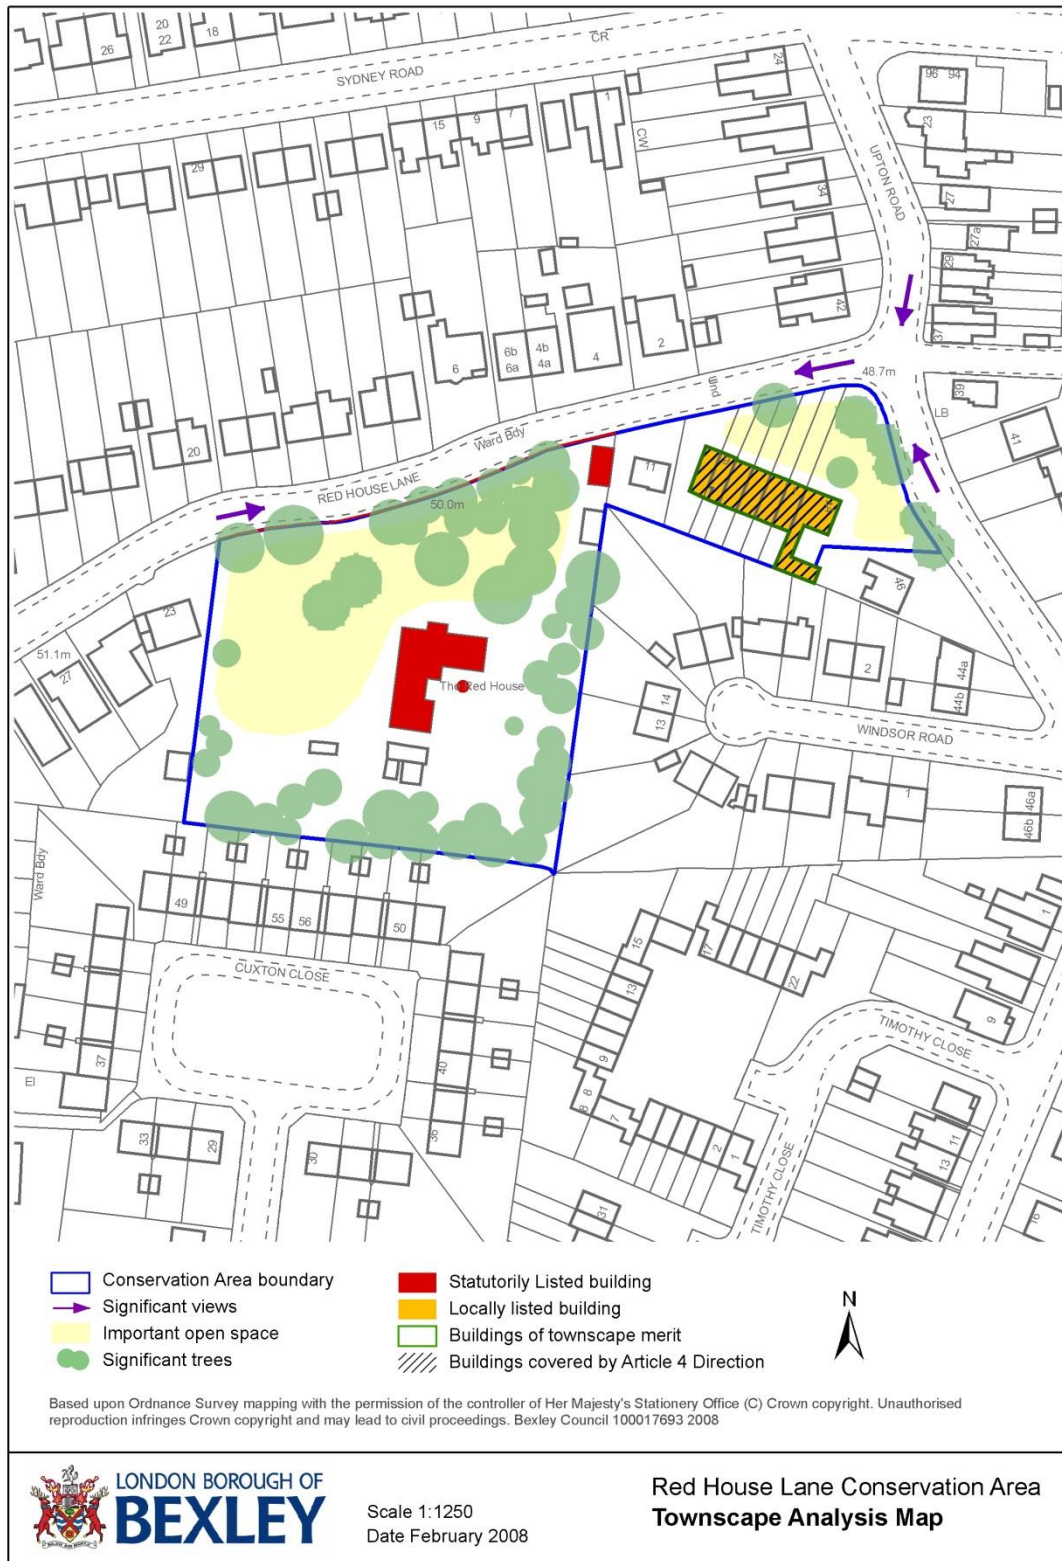 20
22
18
26
CR
SYDNEY ROAD
24
96 94
23
15
9
7
1
CW
UPTON ROAD
29
34
27
27a
29
42
37
6
6b
6a
4b
4a
4
2
48.7m
39
LB
41
Und
Ward Bdy
20
11
RED HOUSE LANE
50.0m
46
23
51.1m
27
The Red House
2
44a
44b
14
13
WINDSOR ROAD
1
46a
46b
Ward Bdy
49
55
56
50
CUXTON CLOSE
15
17
22
1
13
9
9
TIMOTHY CLOSE
37
40
El
8
8
7
33
29
30
36
2
1
11
13
TIMOTHY CLOSE
31
16
Conservation Area boundary
Significant views
Important open space
Significant trees
Statutorily Listed building
Locally listed building
Buildings of townscape merit
Buildings covered by Article 4 Direction
N
Based upon Ordnance Survey mapping with the permission of the controller of Her Majesty's Stationery Office (C) Crown copyright. Unauthorised
reproduction infringes Crown copyright and may lead to civil proceedings. Bexley Council 100017693 2008
LONDON BOROUGH OF
BEXLEY
Scale 1:1250
Date February 2008
Red House Lane Conservation Area
Townscape Analysis Map